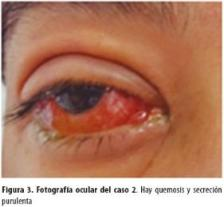 Figura 3. Fotografía ocular del caso 2. Hay quemosis y secreción
purulenta